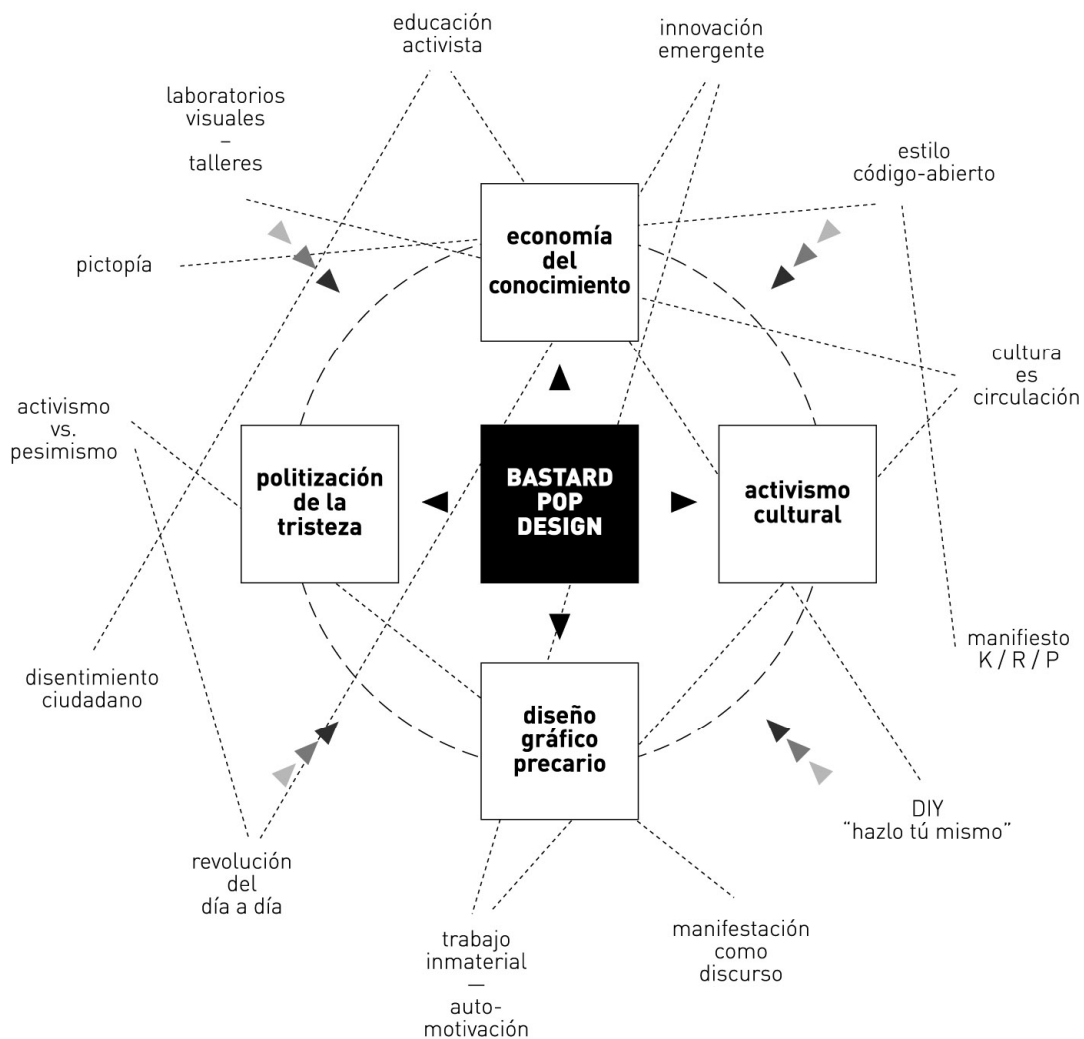 educación
activista
innovación
emergente
laboratorios
visuales
–
talleres
estilo
código-abierto
pictopía
economía
del
conocimiento
cultura
es
circulación
activismo
vs.
pesimismo
politización
de la
tristeza
BASTARD
POP
DESIGN
activismo
cultural
manifiesto
K / R / P
disentimiento
ciudadano
diseño
gráfico
precario
DIY
“hazlo tú mismo”
revolución
del
día a día
trabajo
inmaterial
—
auto-
motivación
manifestación
como
discurso